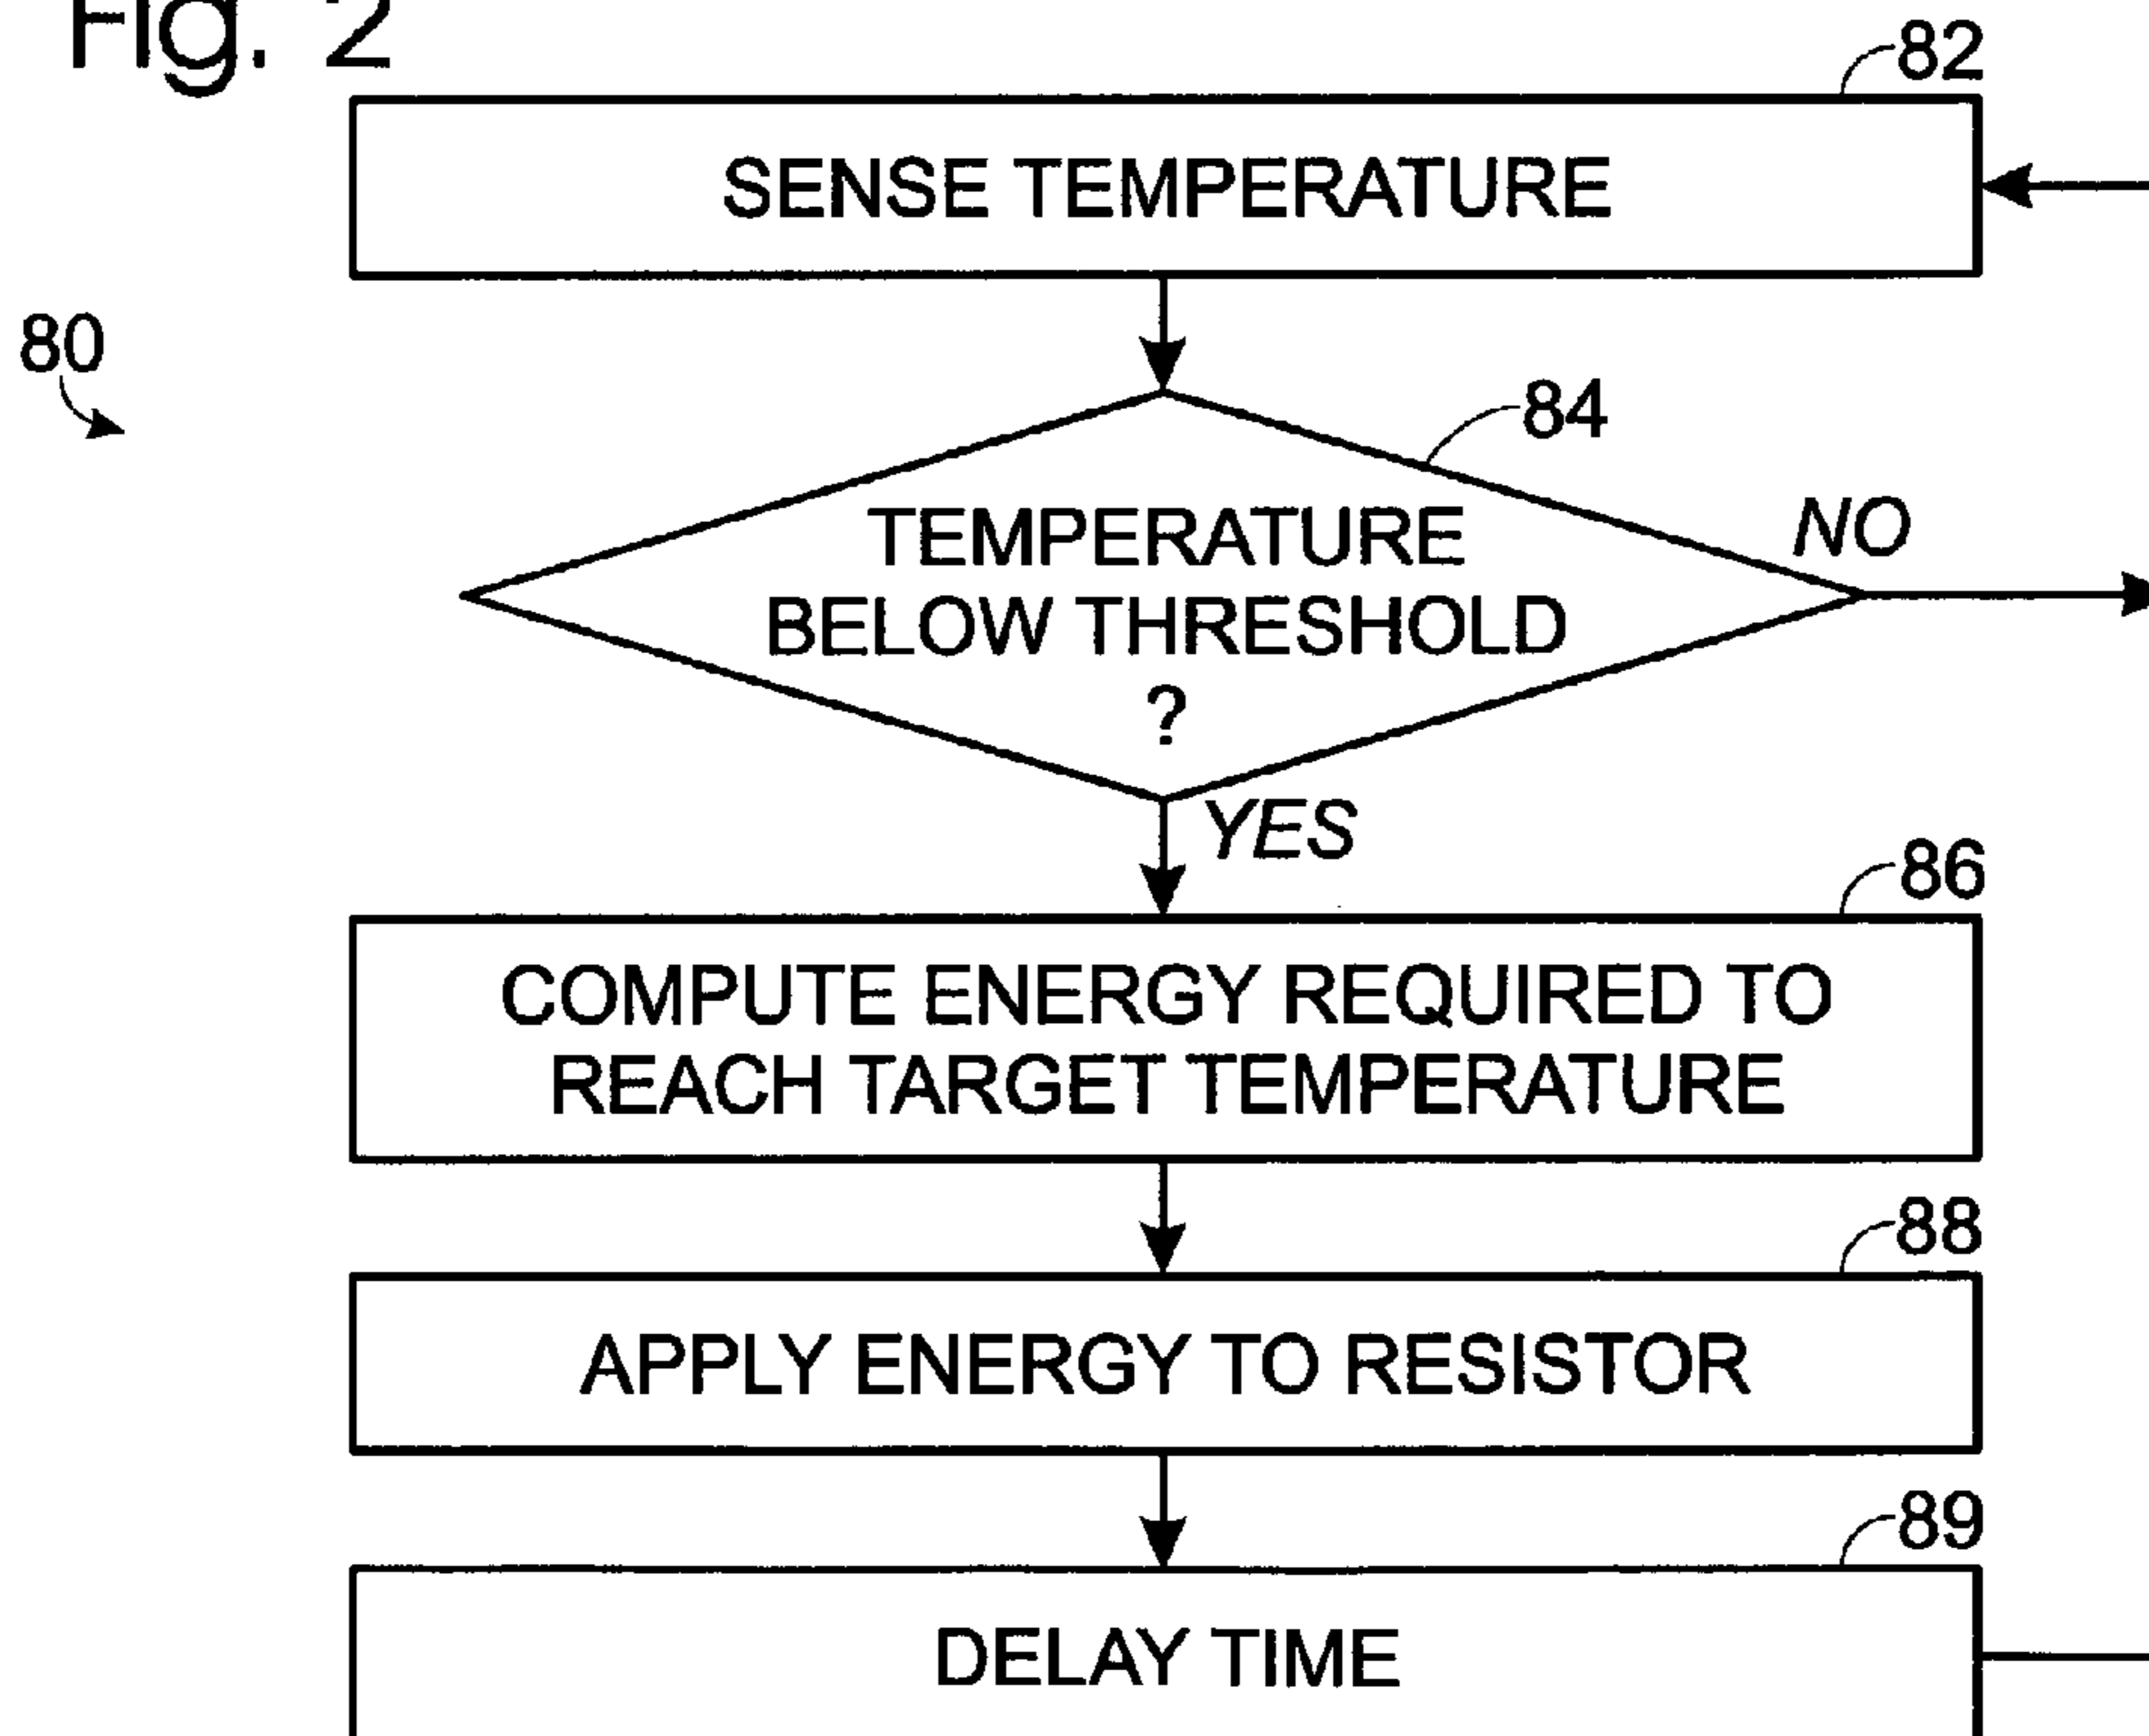 Fig. 2
82
SENSE TEMPERATURE
80
84
TEMPERATURE
BELOW THRESHOLD
?
NO
YES
86
COMPUTE ENERGY REQUIRED TO
REACH TARGET TEMPERATURE
88
APPLY ENERGY TO RESISTOR
89
DELAY TIME